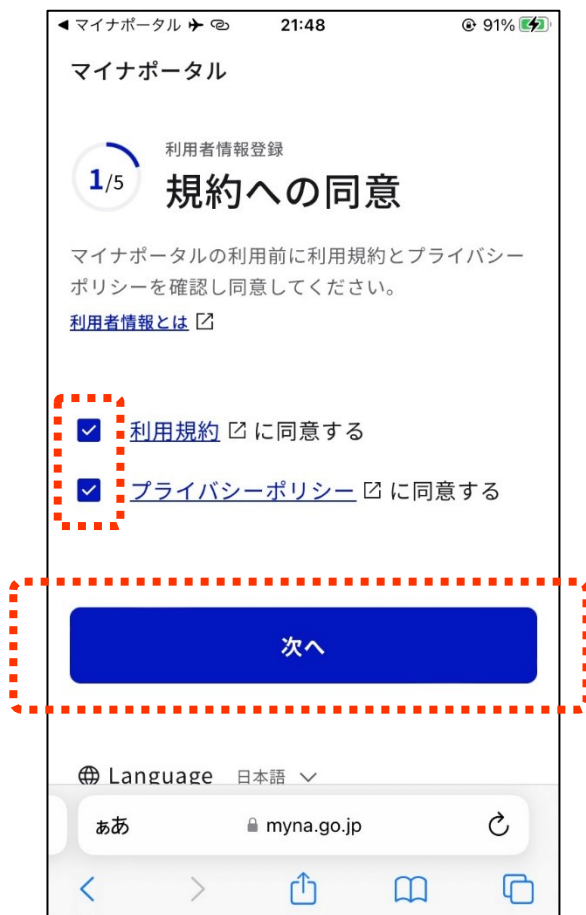 ◀ マイナポータル 21:48 91%
マイナポータル
利用者情報登録
1/5
規約への同意
マイナポータルの利用前に利用規約とプライバシー
ポリシーを確認し同意してください。
利用者情報とは
利用規約 に同意する
プライバシーポリシー に同意する
次へ
Language 日本語
ぁあ myna.go.jp